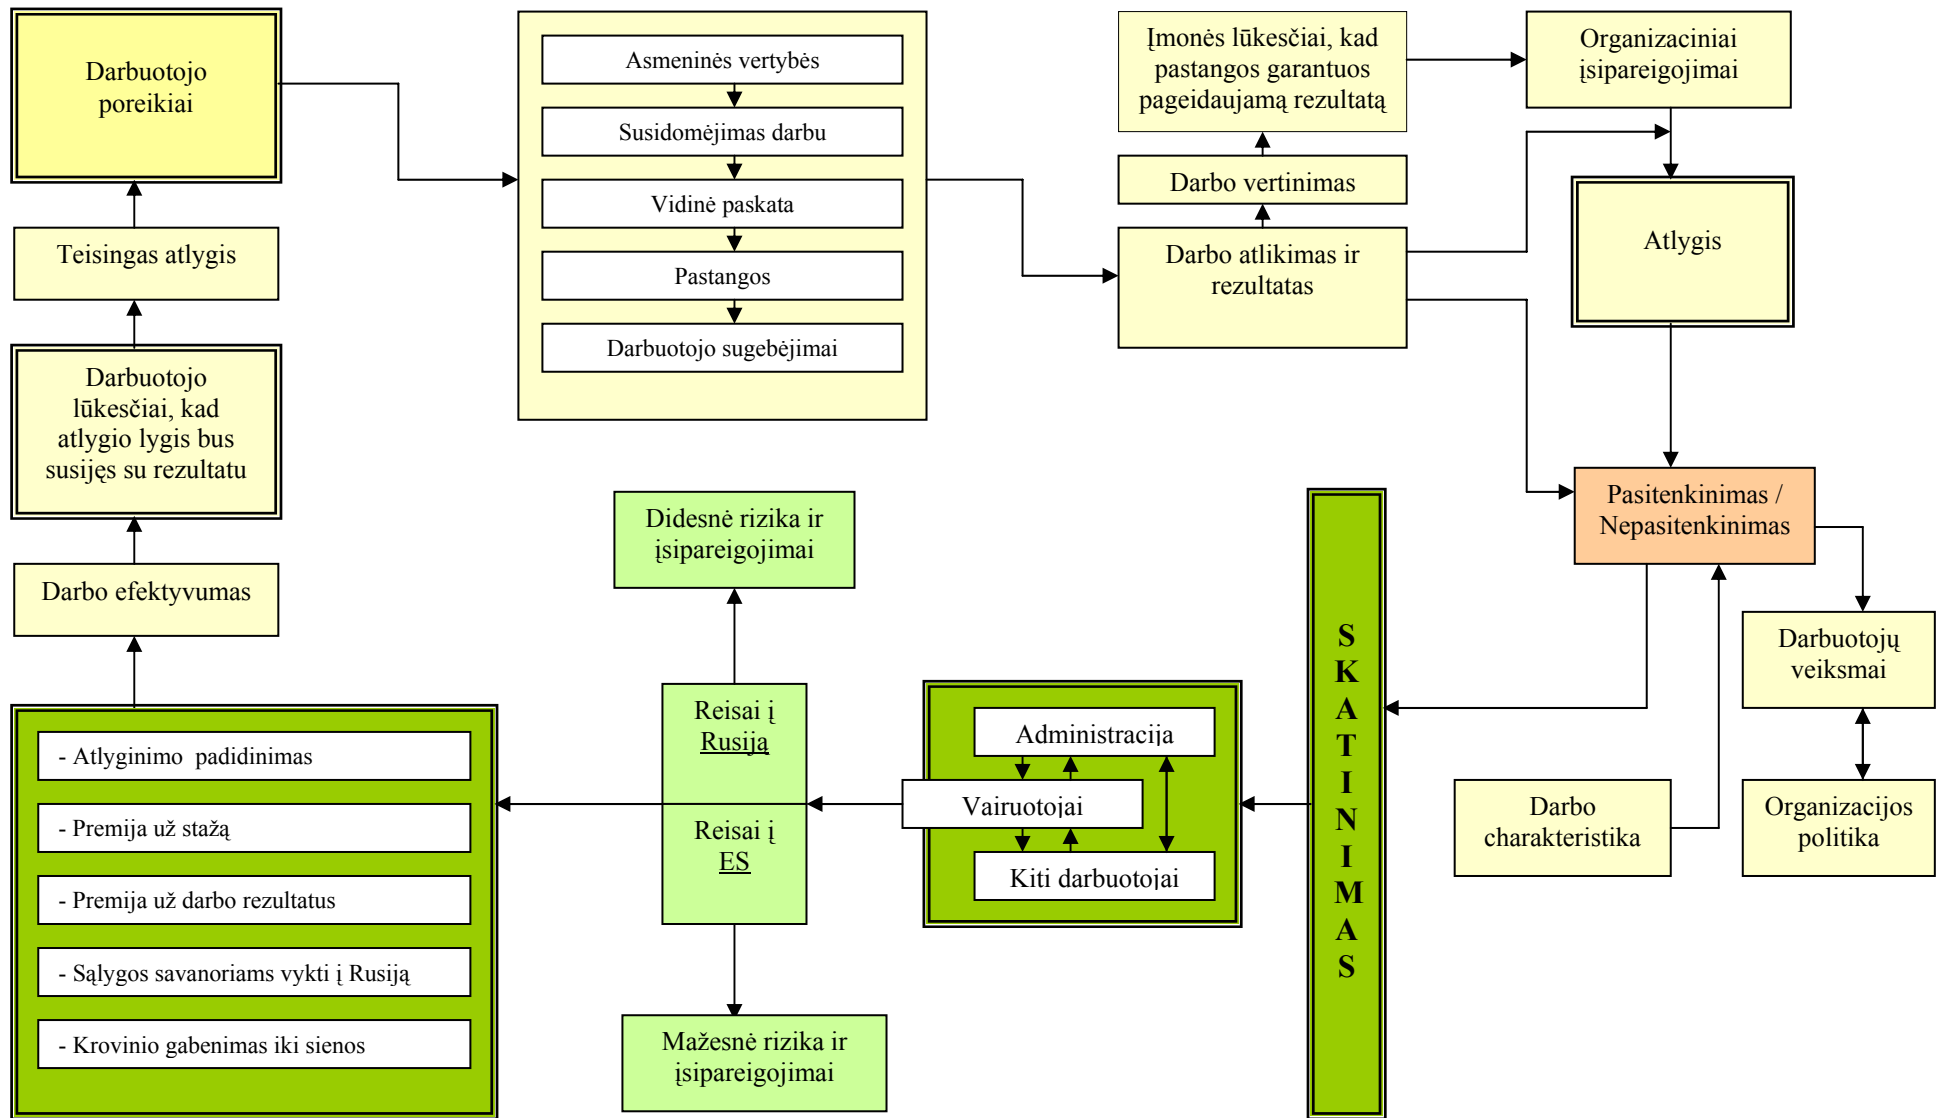 Darbuotojo
poreikiai
Asmeninės vertybės
Susidomėjimas darbu
Vidinė paskata
Pastangos
Darbuotojo sugebėjimai
Įmonės lūkesčiai, kad
pastangos garantuos
pageidaujamą rezultatą
Organizaciniai
įsipareigojimai
Darbo vertinimas
Darbo atlikimas ir
rezultatas
Atlygis
Teisingas atlygis
Darbuotojo
lūkesčiai, kad
atlygio lygis bus
susijęs su rezultatu
Darbo efektyvumas
Didesnė rizika ir
įsipareigojimai
Pasitenkinimas /
Nepasitenkinimas
Darbuotojų
veiksmai
Organizacijos
politika
Darbo
charakteristika
S
K
A
T
I
N
I
M
A
S
Administracija
Vairuotojai
Kiti darbuotojai
Reisai į
Rusiją
Reisai į
ES
Mažesnė rizika ir
įsipareigojimai
- Atlyginimo padidinimas
- Premija už stažą
- Premija už darbo rezultatus
- Sąlygos savanoriams vykti į Rusiją
- Krovinio gabenimas iki sienos